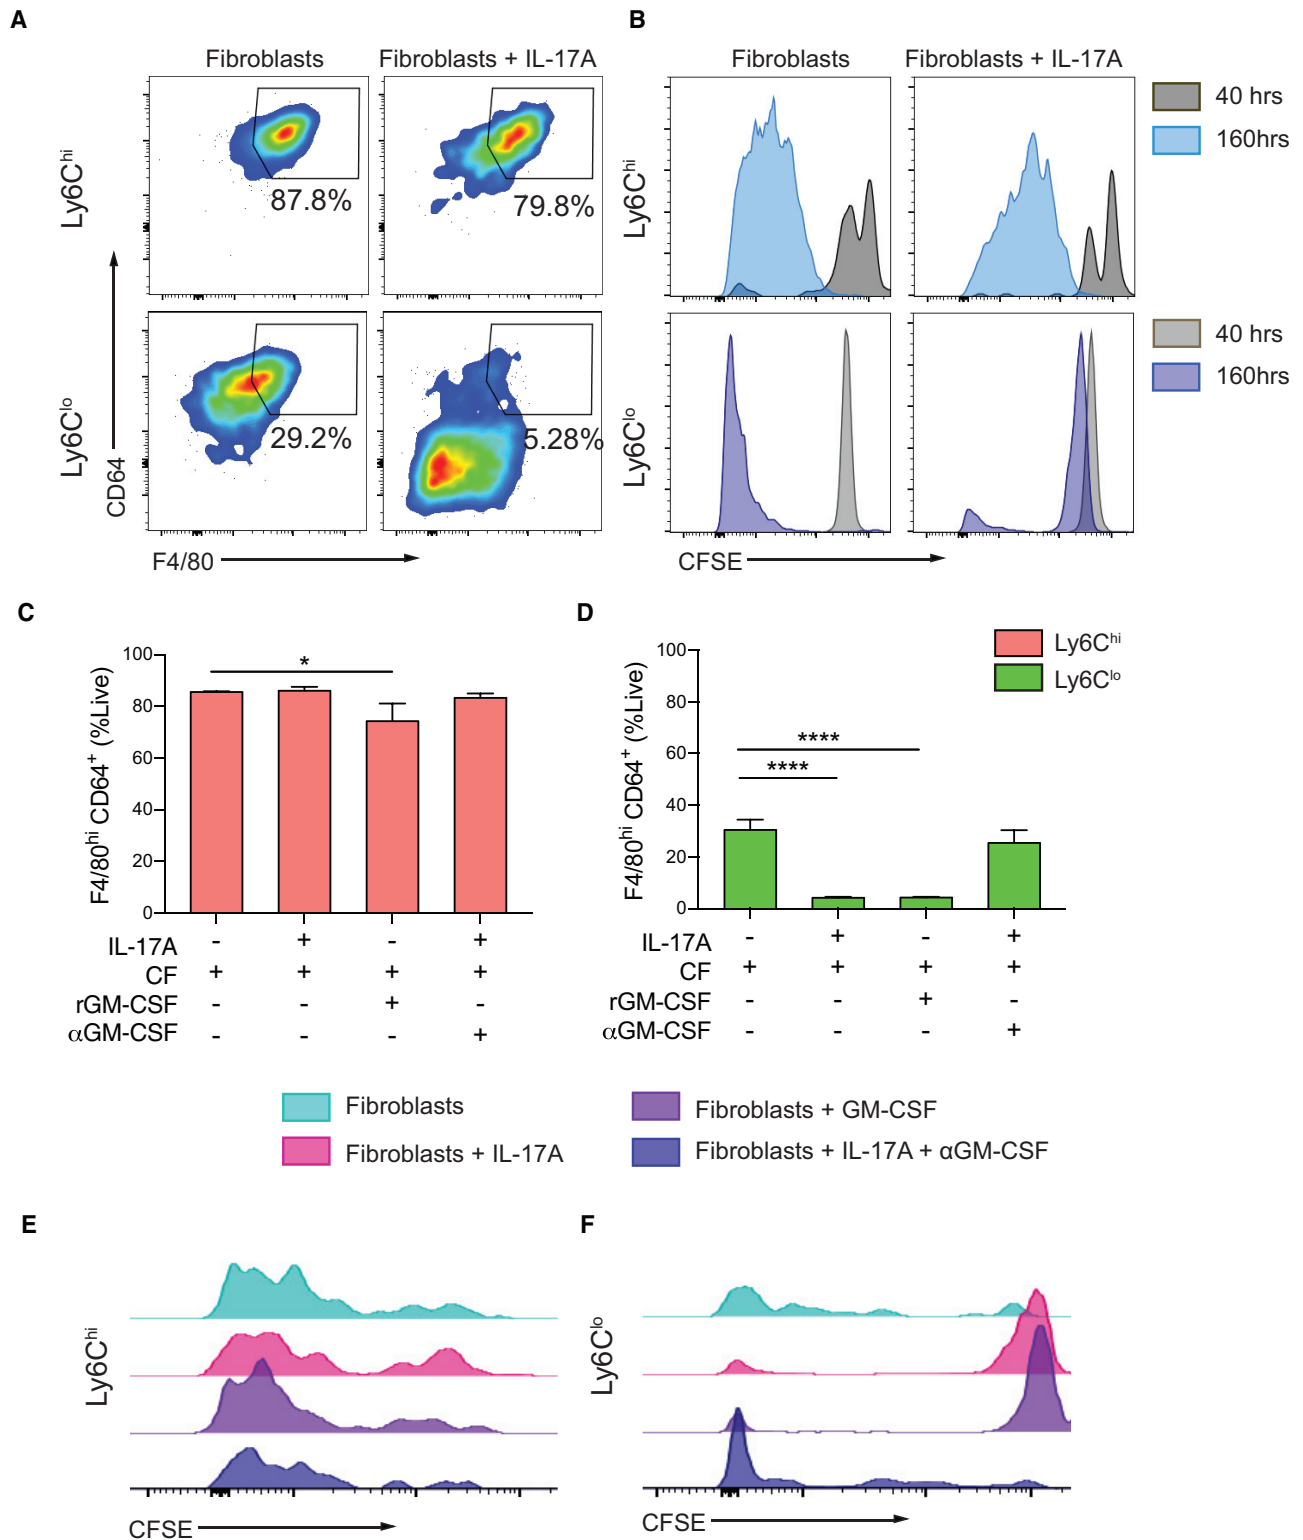 A
Fibroblasts
Fibroblasts + IL-17A
Ly6Chi
87.8%
79.8%
Ly6Clo
29.2%
5.28%
CD64
F4/80
B
Fibroblasts
Fibroblasts + IL-17A
40 hrs
160hrs
Ly6Chi
40 hrs
160hrs
Ly6Clo
CFSE
C
F4/80hi CD64+ (%Live)
100
80
60
40
20
0
*
IL-17A - + - +
CF + + + +
rGM-CSF - - + -
αGM-CSF - - - +
D
Ly6Chi
Ly6Clo
F4/80hi CD64+ (%Live)
100
80
60
40
20
0
****
****
IL-17A - + - +
CF + + + +
rGM-CSF - - + -
αGM-CSF - - - +
Fibroblasts
Fibroblasts + GM-CSF
Fibroblasts + IL-17A
Fibroblasts + IL-17A + αGM-CSF
E
Ly6Chi
CFSE
F
Ly6Clo
CFSE